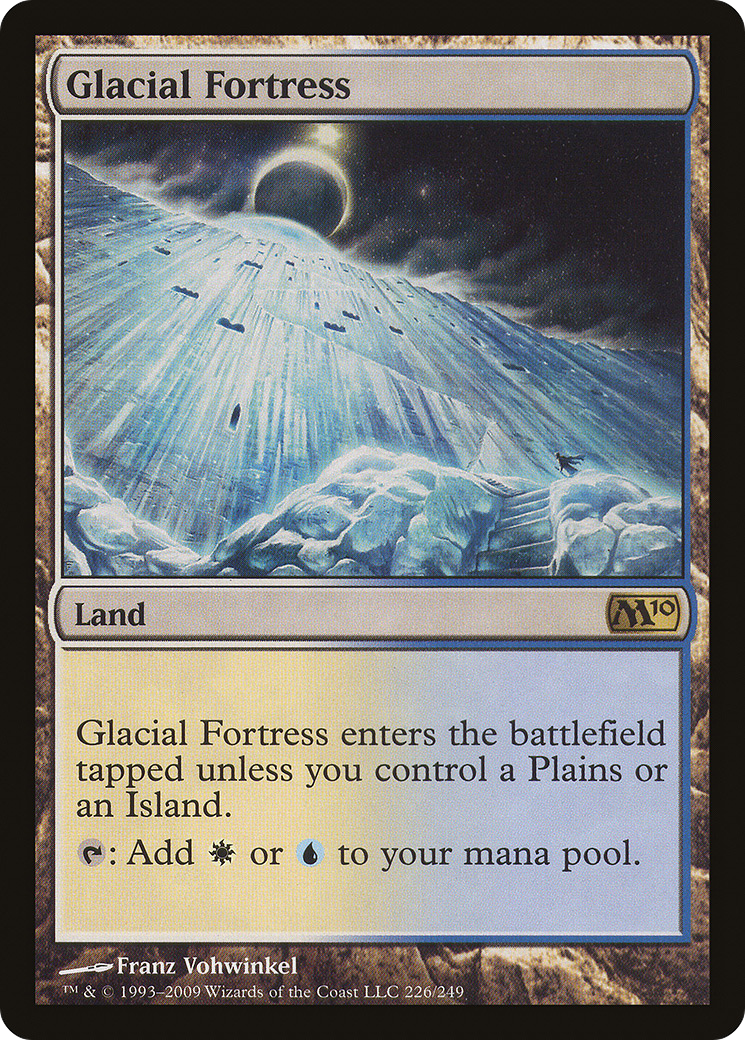 Glacial Fortress
Land
M10
Glacial Fortress enters the battlefield
tapped unless you control a Plains or
an Island.
: Add or to your mana pool.
Franz Vohwinkel
™ & © 1993–2009 Wizards of the Coast LLC 226/249